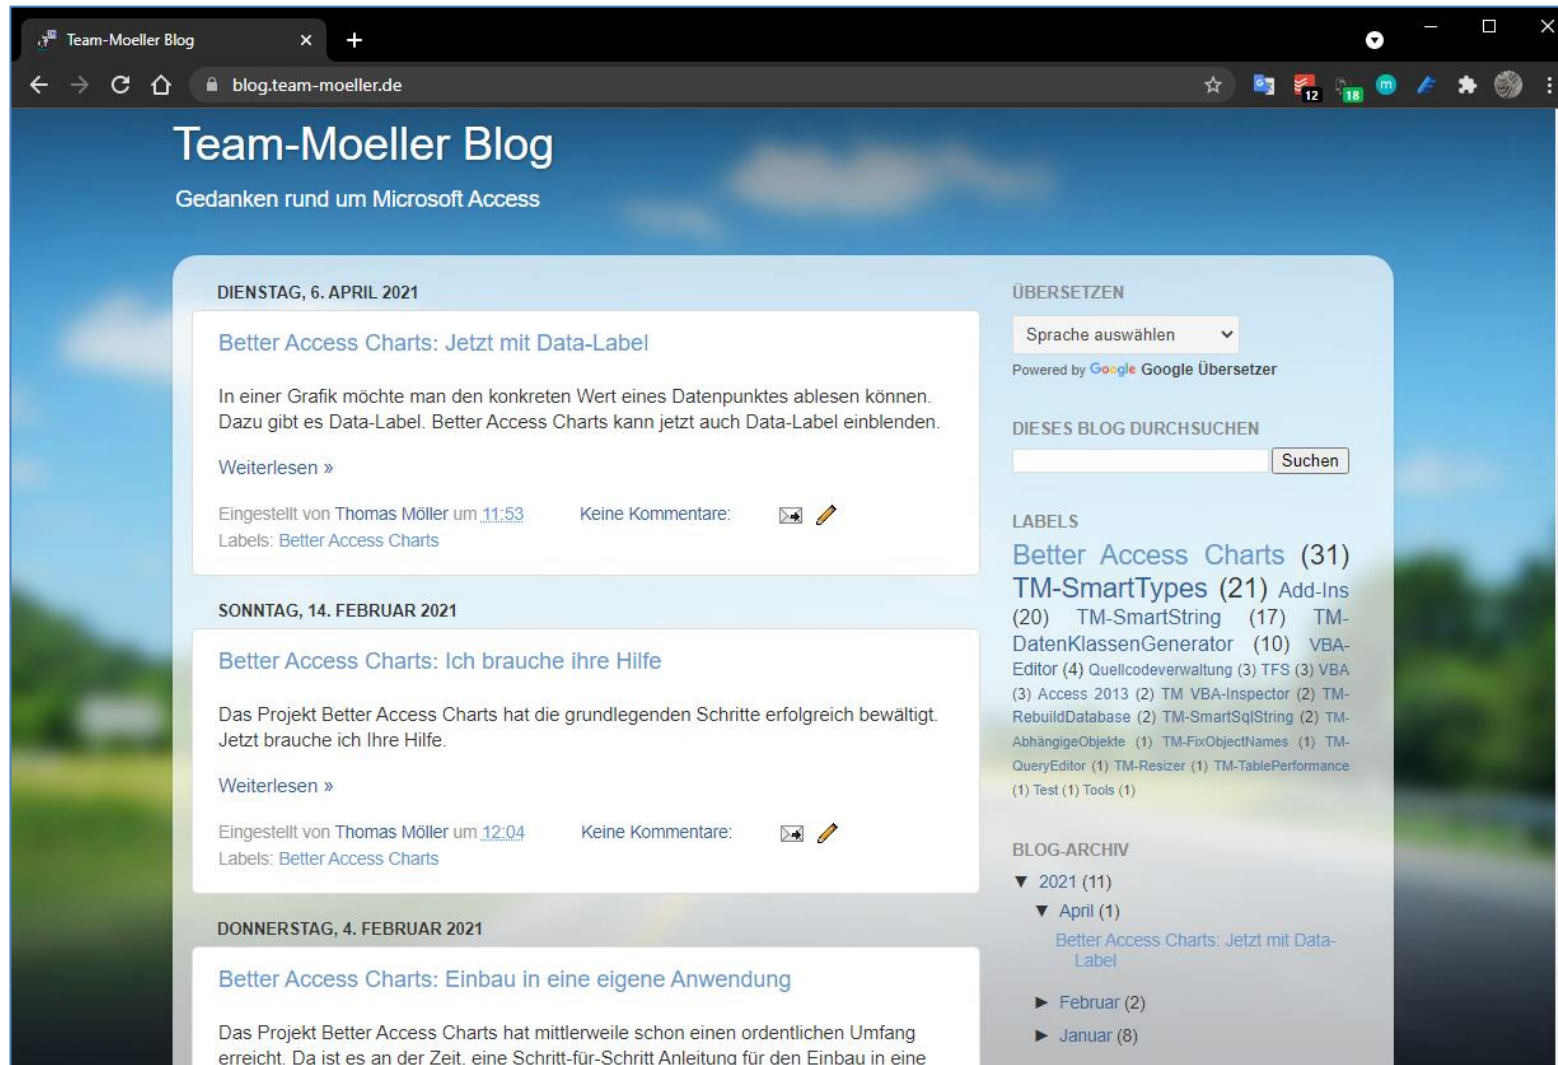 Team-Moeller Blog
blog.team-moeller.de
12
18
m
Team-Moeller Blog
Gedanken rund um Microsoft Access
DIENSTAG, 6. APRIL 2021
Better Access Charts: Jetzt mit Data-Label
In einer Grafik möchte man den konkreten Wert eines Datenpunktes ablesen können.
Dazu gibt es Data-Label. Better Access Charts kann jetzt auch Data-Label einblenden.
Weiterlesen »
Eingestellt von Thomas Möller um 11:53 Keine Kommentare:
Labels: Better Access Charts
SONNTAG, 14. FEBRUAR 2021
Better Access Charts: Ich brauche ihre Hilfe
Das Projekt Better Access Charts hat die grundlegenden Schritte erfolgreich bewältigt.
Jetzt brauche ich Ihre Hilfe.
Weiterlesen »
Eingestellt von Thomas Möller um 12:04 Keine Kommentare:
Labels: Better Access Charts
DONNERSTAG, 4. FEBRUAR 2021
Better Access Charts: Einbau in eine eigene Anwendung
Das Projekt Better Access Charts hat mittlerweile schon einen ordentlichen Umfang
erreicht. Da ist es an der Zeit, eine Schritt-für-Schritt Anleitung für den Einbau in eine
ÜBERSETZEN
Sprache auswählen
Powered by Google Google Übersetzer
DIESES BLOG DURCHSUCHEN
Suchen
LABELS
Better Access Charts (31)
TM-SmartTypes (21) Add-Ins
(20) TM-SmartString (17) TM-
DatenKlassenGenerator (10) VBA-
Editor (4) Quellcodeverwaltung (3) TFS (3) VBA
(3) Access 2013 (2) TM VBA-Inspector (2) TM-
RebuildDatabase (2) TM-SmartSqlString (2) TM-
AbhängigeObjekte (1) TM-FixObjectNames (1) TM-
QueryEditor (1) TM-Resizer (1) TM-TablePerformance
(1) Test (1) Tools (1)
BLOG-ARCHIV
▼ 2021 (11)
▼ April (1)
Better Access Charts: Jetzt mit Data-
Label
► Februar (2)
► Januar (8)